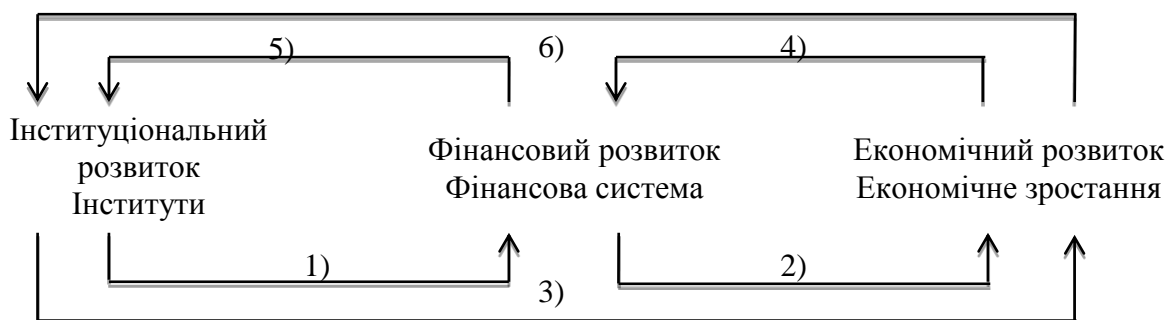 5) 6) 4)
Інституціональний
розвиток
Інститути
Фінансовий розвиток
Фінансова система
Економічний розвиток
Економічне зростання
1) 2)
3)